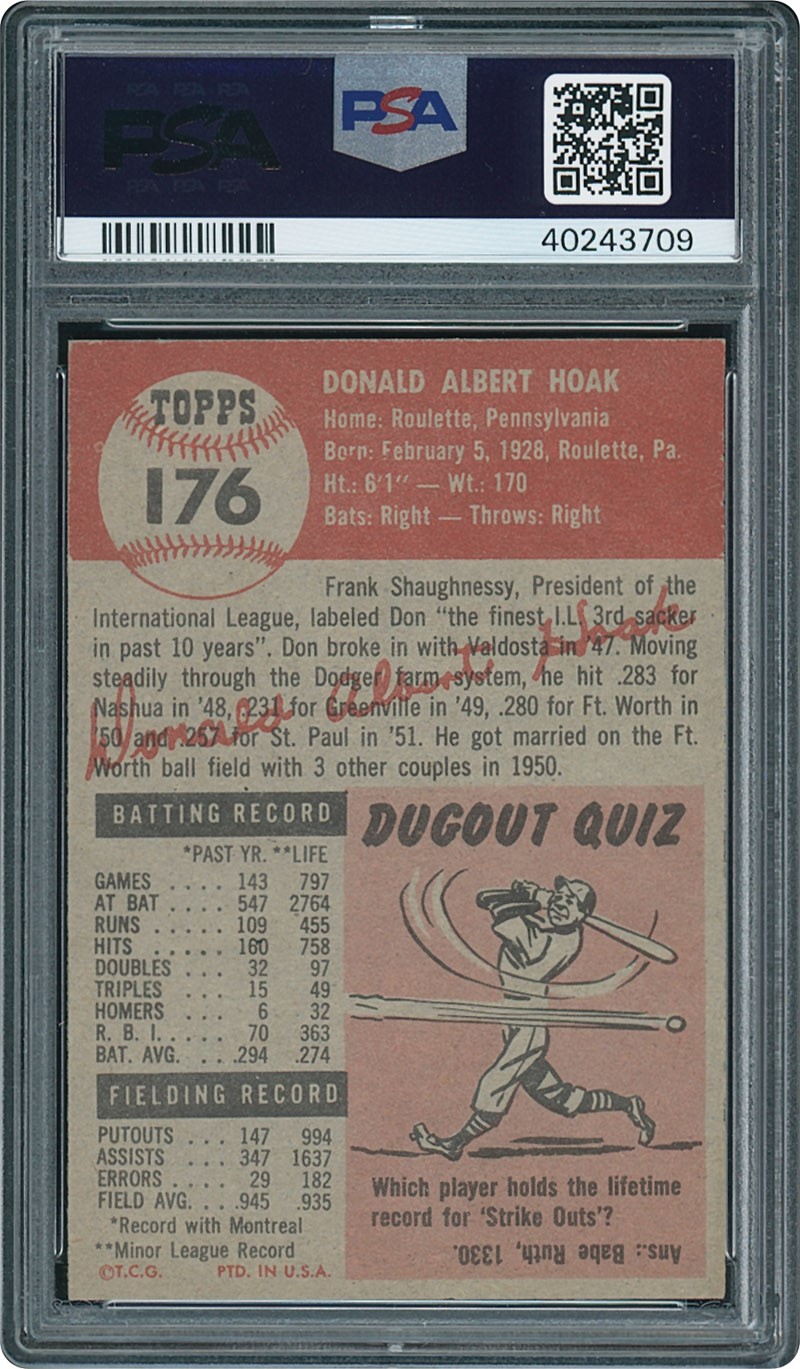 PSA PSA PSA
PSA
PSA PSA PSA
PSA
40243709
TOPPS
176
DONALD ALBERT HOAK
Home: Roulette, Pennsylvania
Born: February 5, 1928, Roulette, Pa.
Ht.: 6'1" — Wt.: 170
Bats: Right — Throws: Right
Frank Shaughnessy, President of the
International League, labeled Don "the finest I.L. 3rd sacker
in past 10 years". Don broke in with Valdosta in '47. Moving
steadily through the Dodger farm system, he hit .283 for
Nashua in '48, .231 for Greenville in '49, .280 for Ft. Worth in
'50 and .257 for St. Paul in '51. He got married on the Ft.
Worth ball field with 3 other couples in 1950.
Donald Albert Hoak
BATTING RECORD
*PAST YR. **LIFE
GAMES .... 143 797
AT BAT .... 547 2764
RUNS ..... 109 455
HITS ..... 160 758
DOUBLES ... 32 97
TRIPLES ... 15 49
HOMERS ... 6 32
R. B. I. ..... 70 363
BAT. AVG. ... .294 .274
FIELDING RECORD
PUTOUTS ... 147 994
ASSISTS ... 347 1637
ERRORS .... 29 182
FIELD AVG. ... .945 .935
*Record with Montreal
**Minor League Record
©T.C.G. PTD. IN U.S.A.
DUGOUT QUIZ
Which player holds the lifetime
record for 'Strike Outs'?
Ans.: Babe Ruth, 1330.